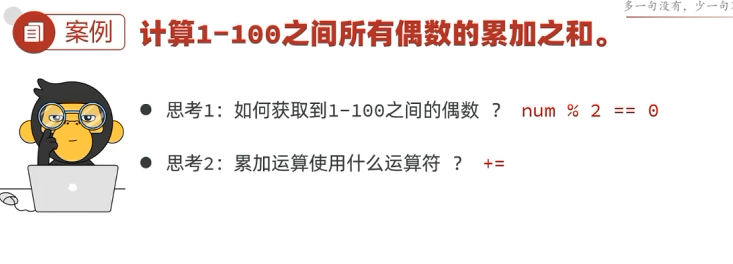 多一句没有，少一句
案例
计算1-100之间所有偶数的累加之和。
思考1：如何获取到1-100之间的偶数 ? num % 2 == 0
思考2：累加运算使用什么运算符 ? +=